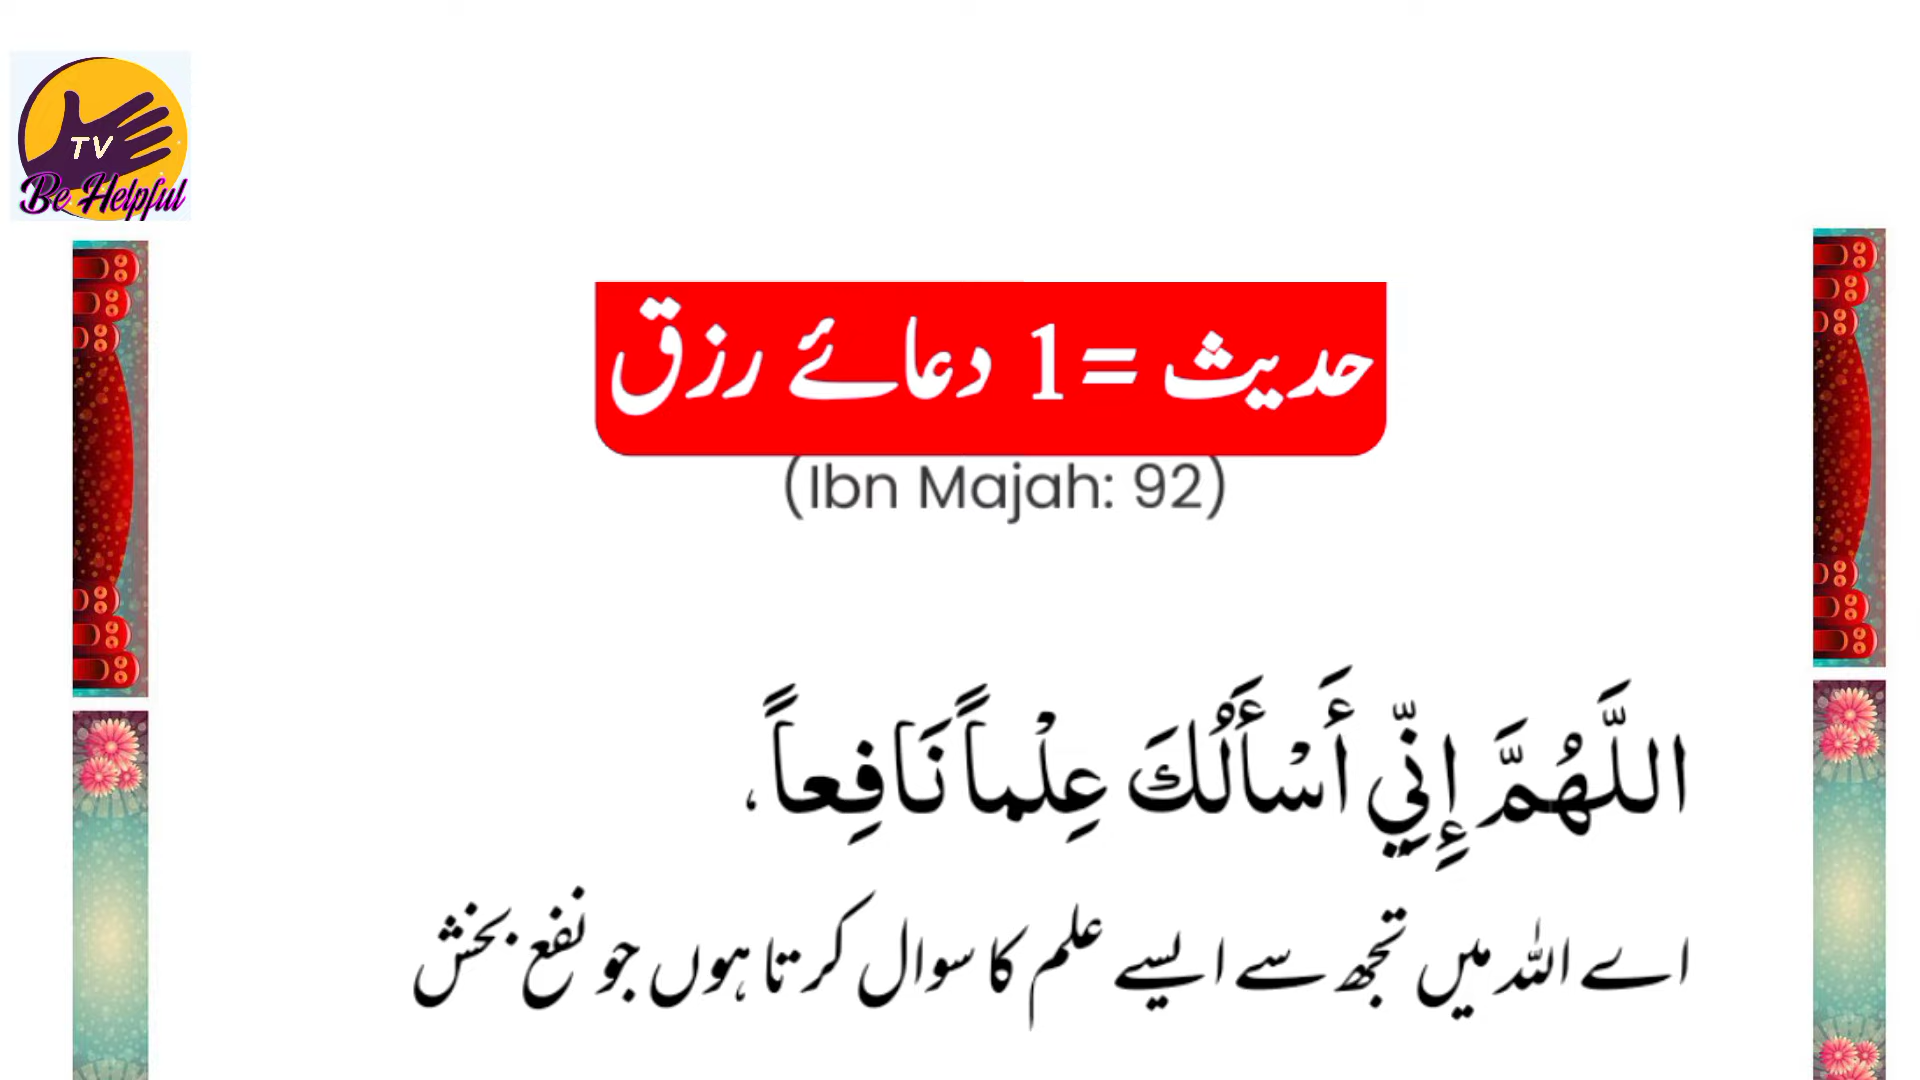 TV
Be Helpful
حدیث =1 دعائے رزق
(Ibn Majah: 92)
اللَّهُمَّ إِنِّي أَسْأَلُكَ عِلْماً نَافِعاً،
اے اللہ میں تجھ سے ایسے علم کا سوال کرتا ہوں جو نفع بخش